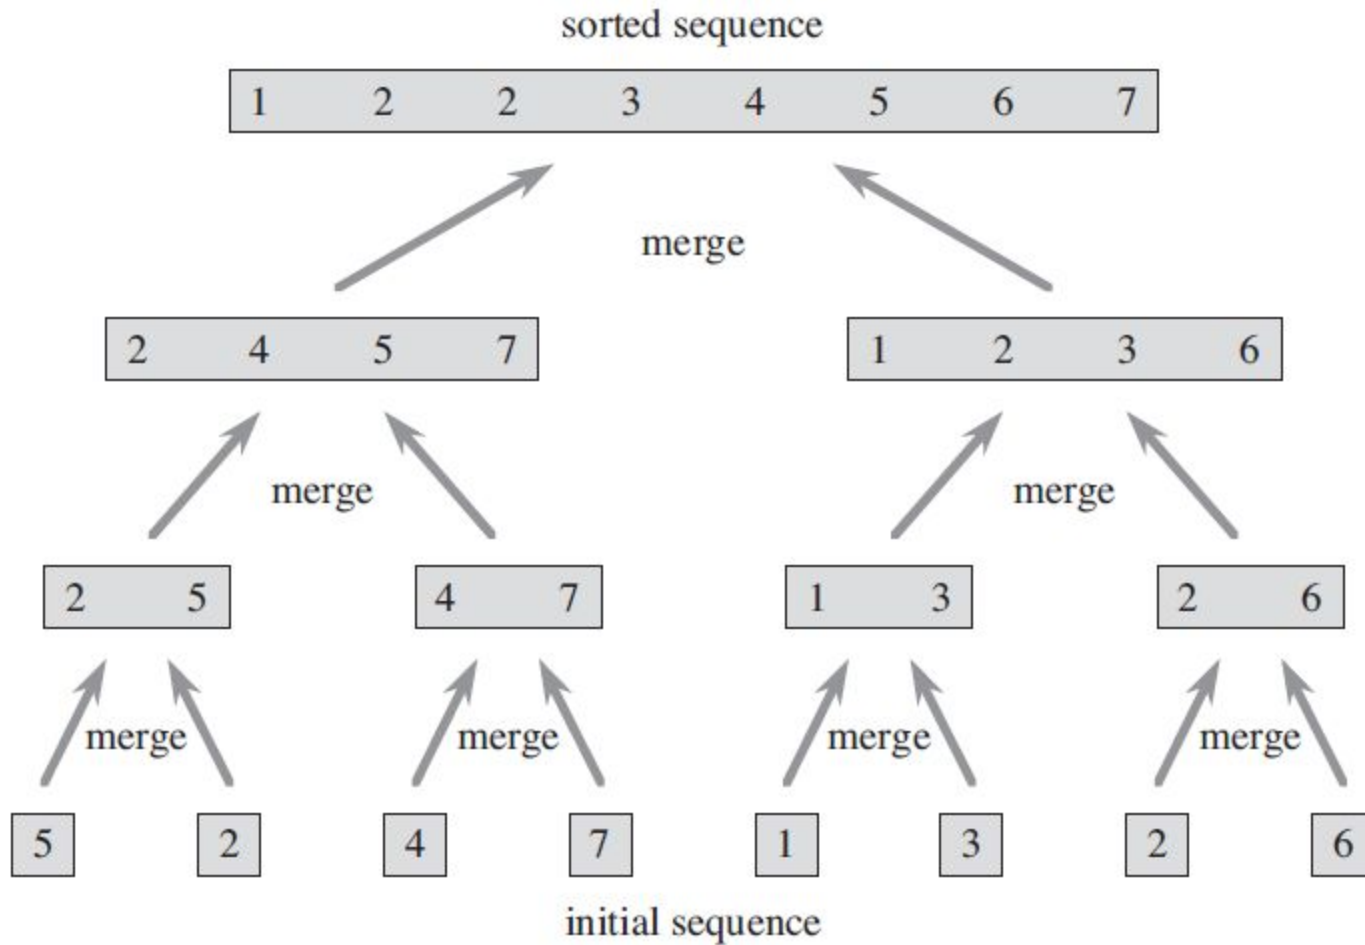 sorted sequence
1 2 2 3 4 5 6 7
merge
2 4 5 7 1 2 3 6
merge merge
2 5 4 7 1 3 2 6
merge merge merge merge
5 2 4 7 1 3 2 6
initial sequence